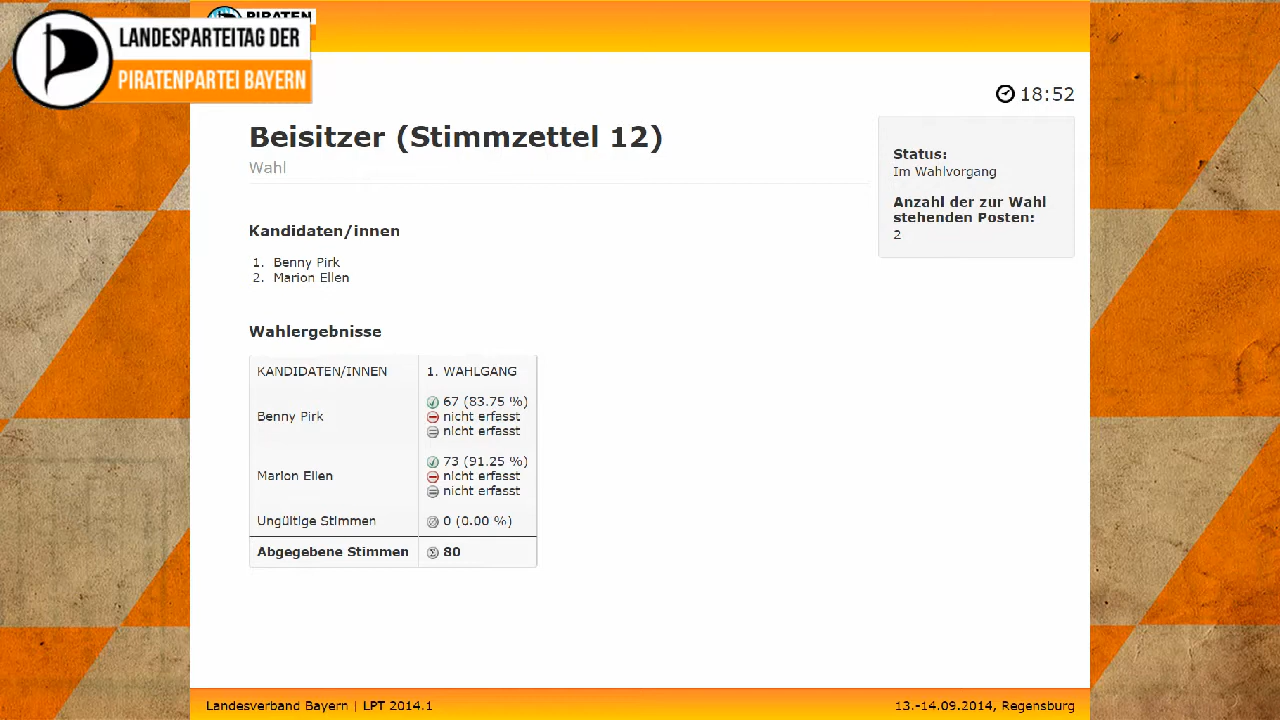 PIRATEN
LANDESPARTEITAG DER
PIRATENPARTEI BAYERN
18:52
Beisitzer (Stimmzettel 12)
Wahl
Status:
Im Wahlvorgang
Anzahl der zur Wahl
stehenden Posten:
2
Kandidaten/innen
1. Benny Pirk
2. Marion Ellen
Wahlergebnisse
KANDIDATEN/INNEN 1. WAHLGANG
Benny Pirk
67 (83.75 %)
nicht erfasst
nicht erfasst
Marion Ellen
73 (91.25 %)
nicht erfasst
nicht erfasst
Ungültige Stimmen 0 (0.00 %)
Abgegebene Stimmen 80
Landesverband Bayern | LPT 2014.1
13.-14.09.2014, Regensburg